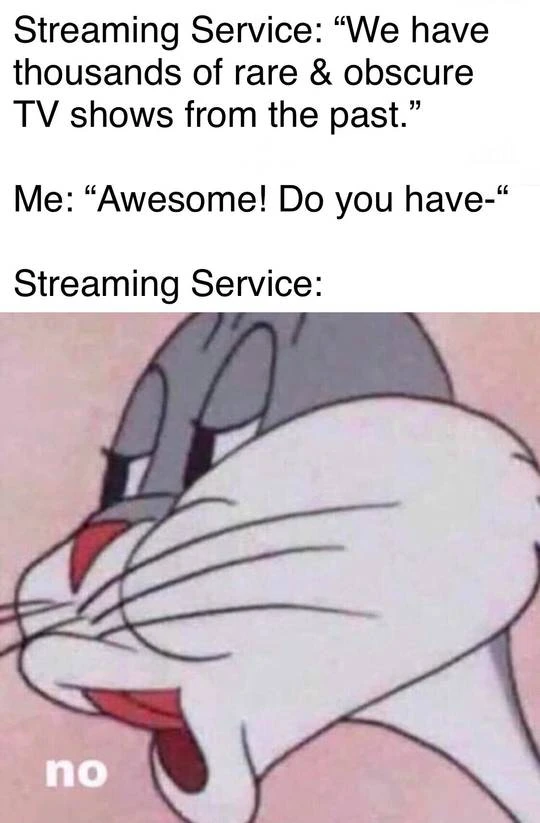 Streaming Service: “We have
thousands of rare & obscure
TV shows from the past.”
Me: “Awesome! Do you have-“
Streaming Service:
no